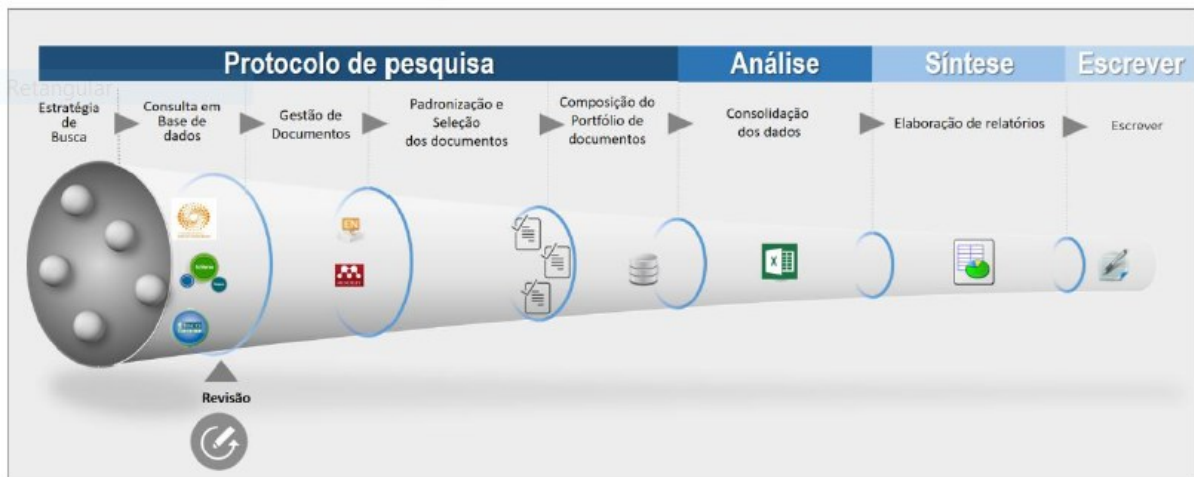 Protocolo de pesquisa
Análise
Síntese
Escrever
Retangular
Estratégia
de
Busca
Consulta em
Base de
dados
Gestão de
Documentos
Padronização e
Seleção
dos documentos
Composição do
Portfólio de
documentos
Consolidação
dos dados
Elaboração de relatórios
Escrever
EN
X
Revisão